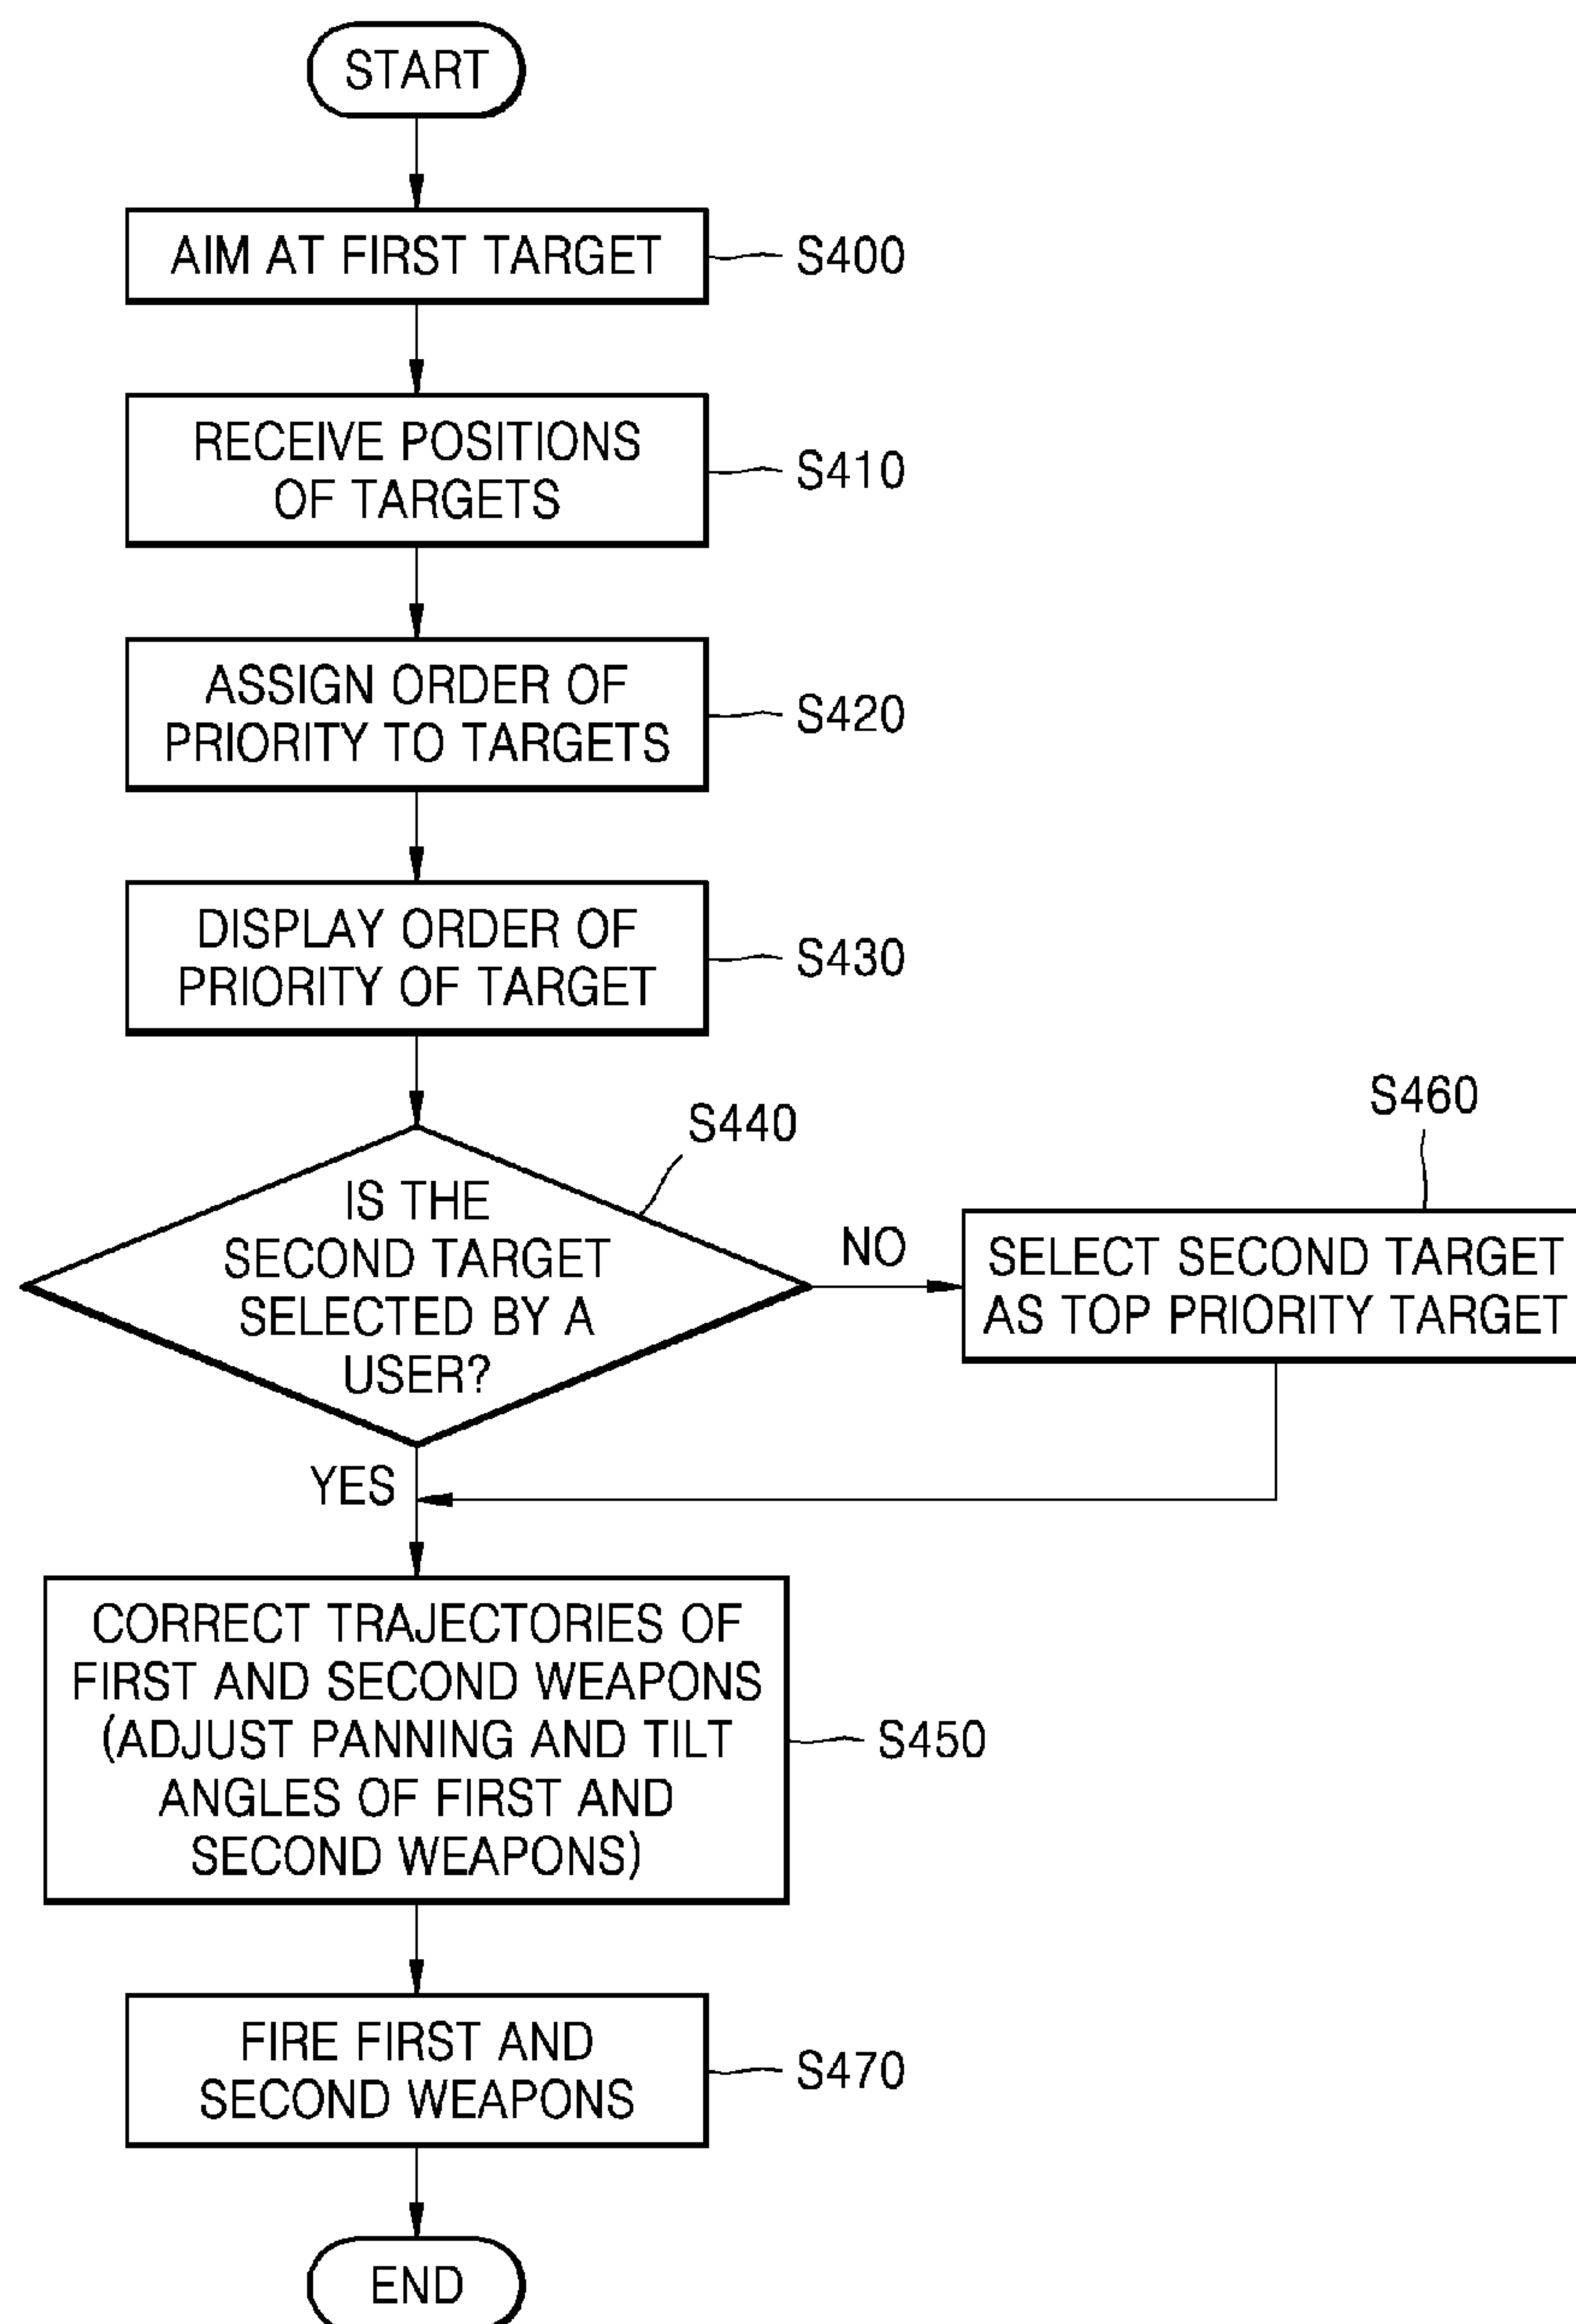 START
AIM AT FIRST TARGET
S400
RECEIVE POSITIONS
OF TARGETS
S410
ASSIGN ORDER OF
PRIORITY TO TARGETS
S420
DISPLAY ORDER OF
PRIORITY OF TARGET
S430
S440
IS THE
SECOND TARGET
SELECTED BY A
USER?
NO
S460
SELECT SECOND TARGET
AS TOP PRIORITY TARGET
YES
CORRECT TRAJECTORIES OF
FIRST AND SECOND WEAPONS
(ADJUST PANNING AND TILT
ANGLES OF FIRST AND
SECOND WEAPONS)
S450
FIRE FIRST AND
SECOND WEAPONS
S470
END